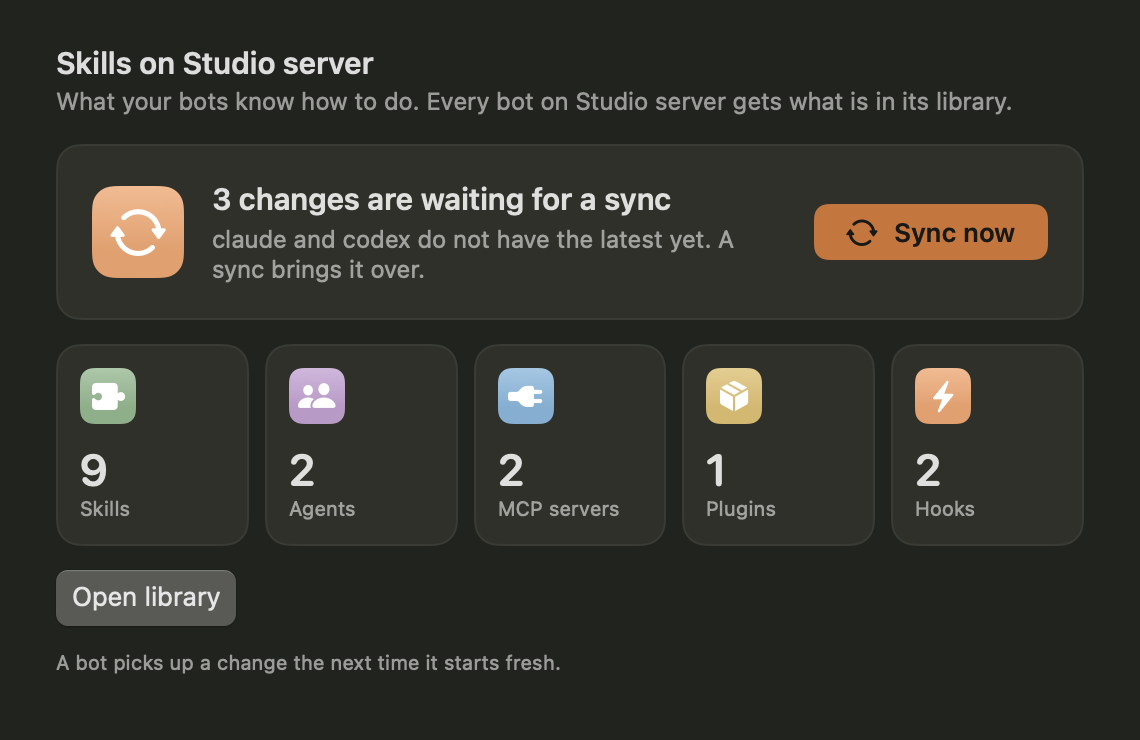 Skills on Studio server
What your bots know how to do. Every bot on Studio server gets what is in its library.
3 changes are waiting for a sync
claude and codex do not have the latest yet. A
sync brings it over.
Sync now
9
Skills
2
Agents
2
MCP servers
1
Plugins
2
Hooks
Open library
A bot picks up a change the next time it starts fresh.